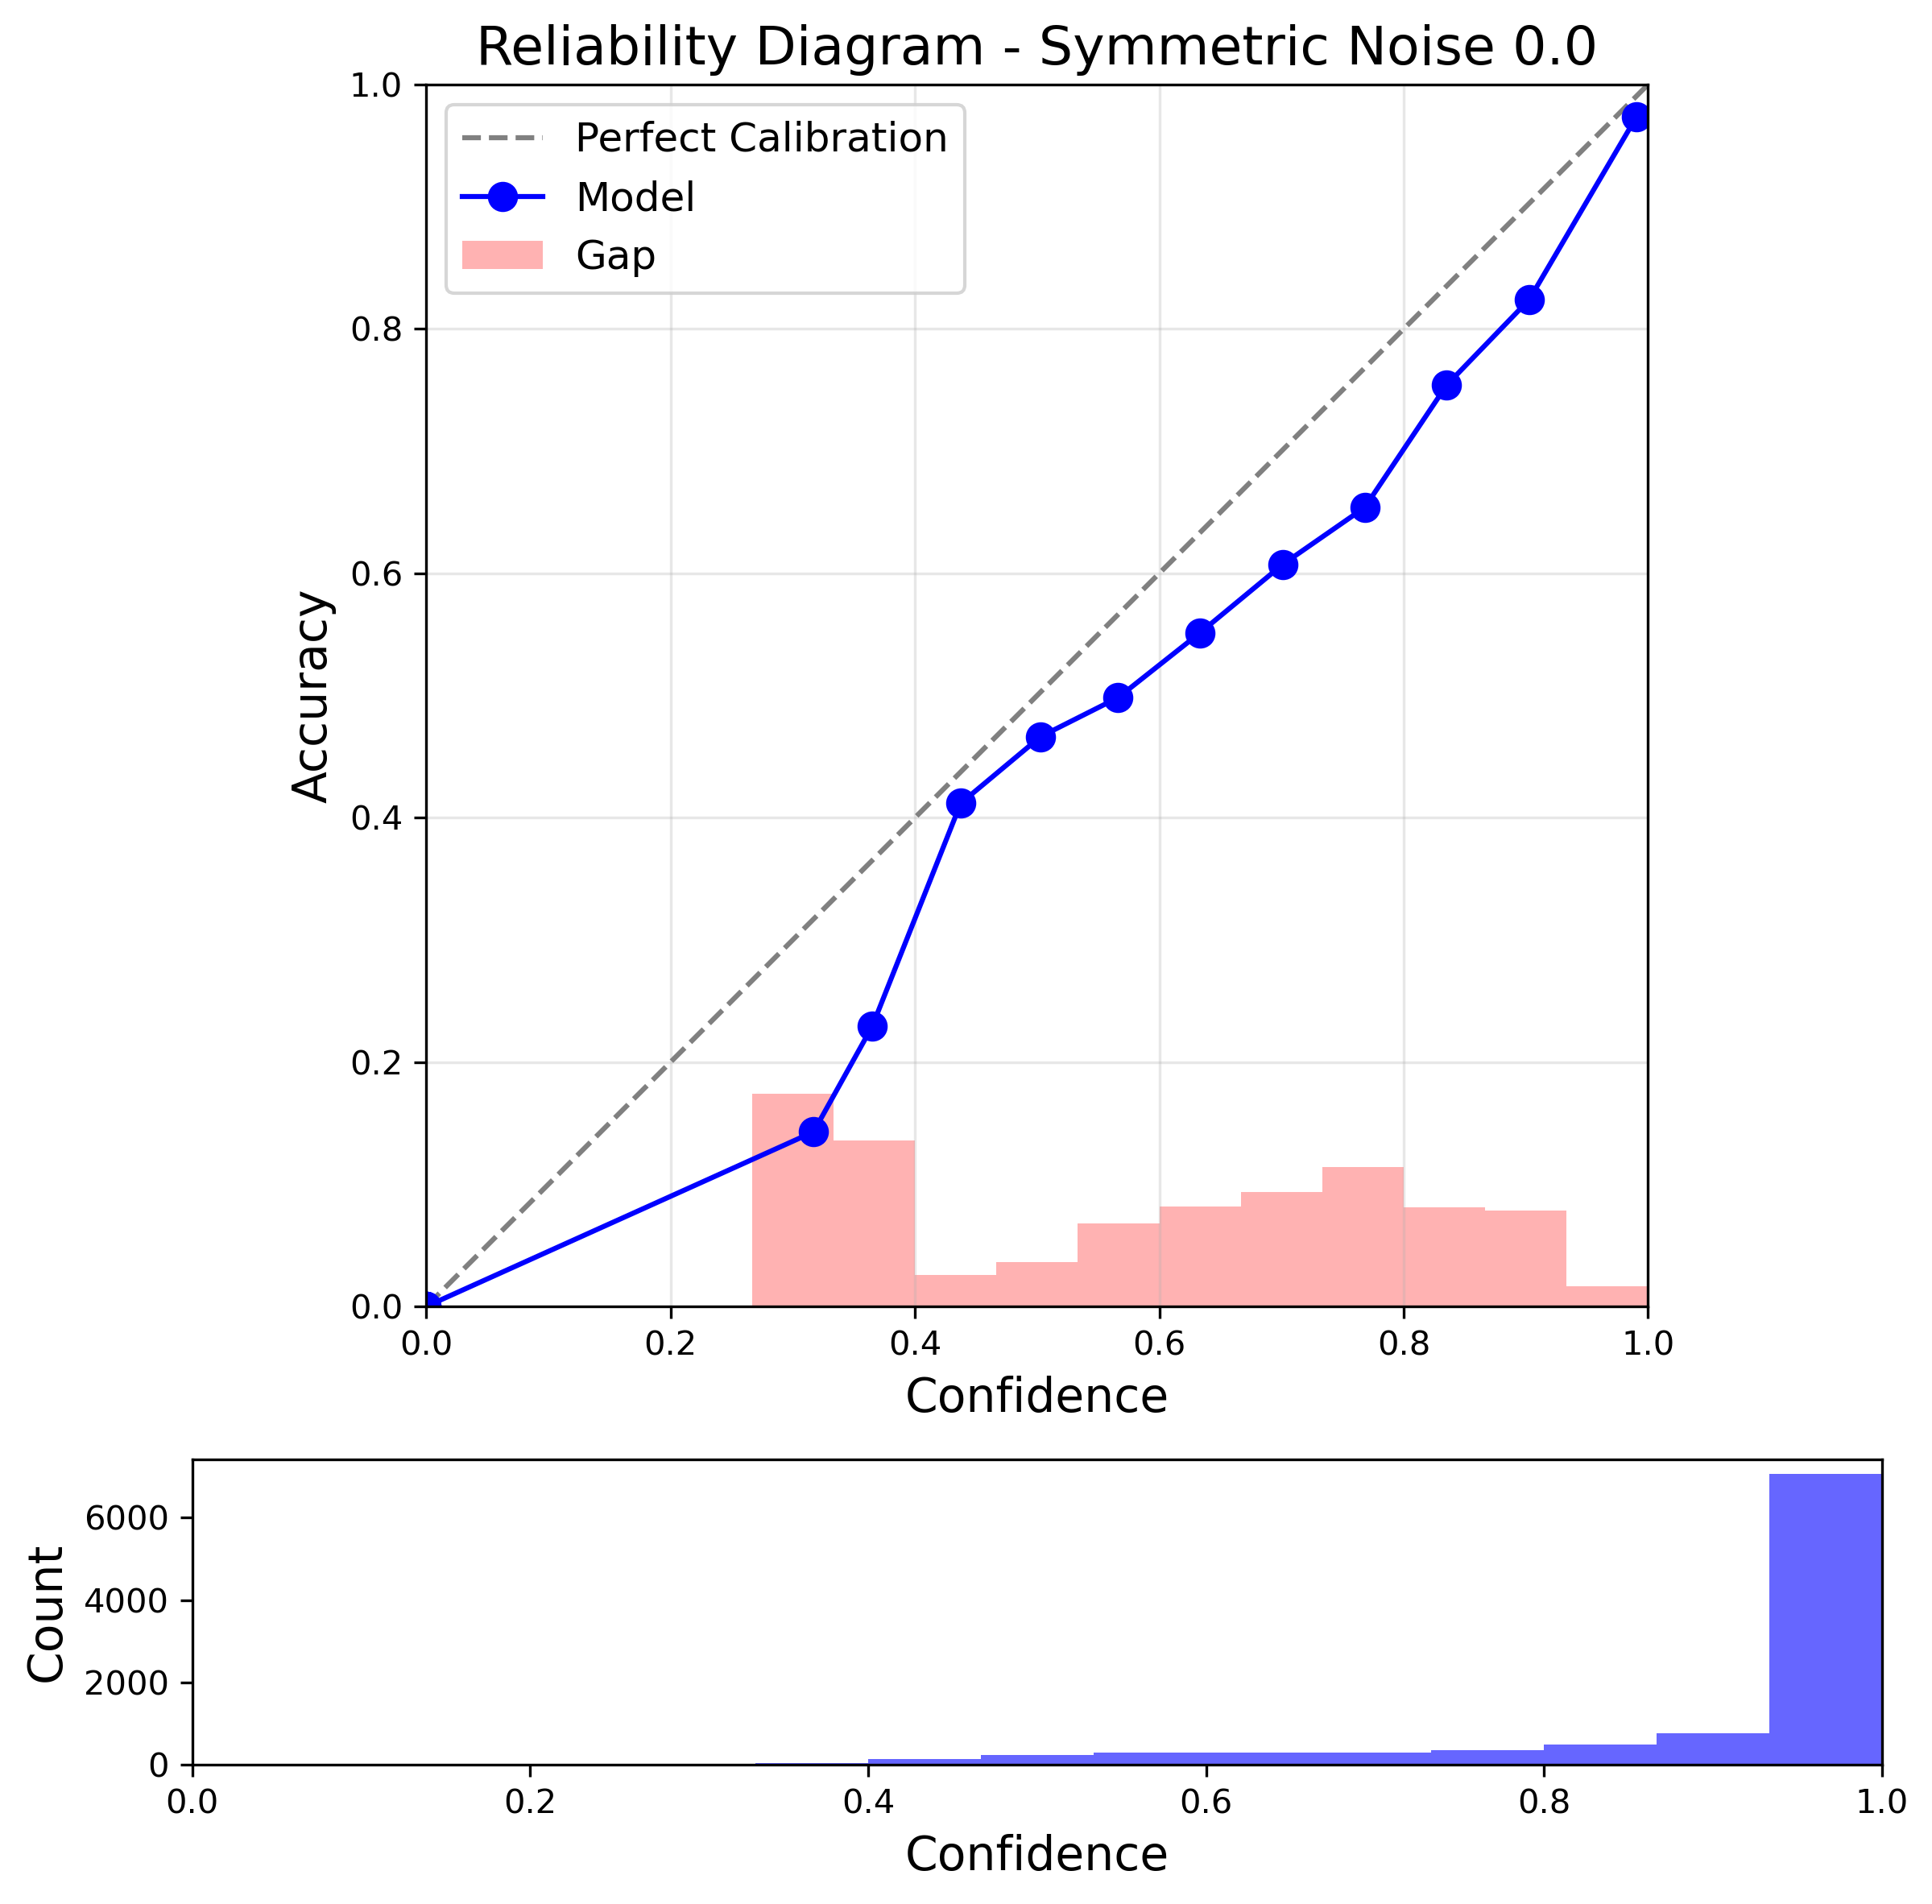 Reliability Diagram - Symmetric Noise 0.0
Perfect Calibration
Model
Gap
1.0
0.8
0.6
0.4
0.2
0.0
Accuracy
0.0 0.2 0.4 0.6 0.8 1.0
Confidence
6000
4000
2000
0
Count
0.0 0.2 0.4 0.6 0.8 1.0
Confidence